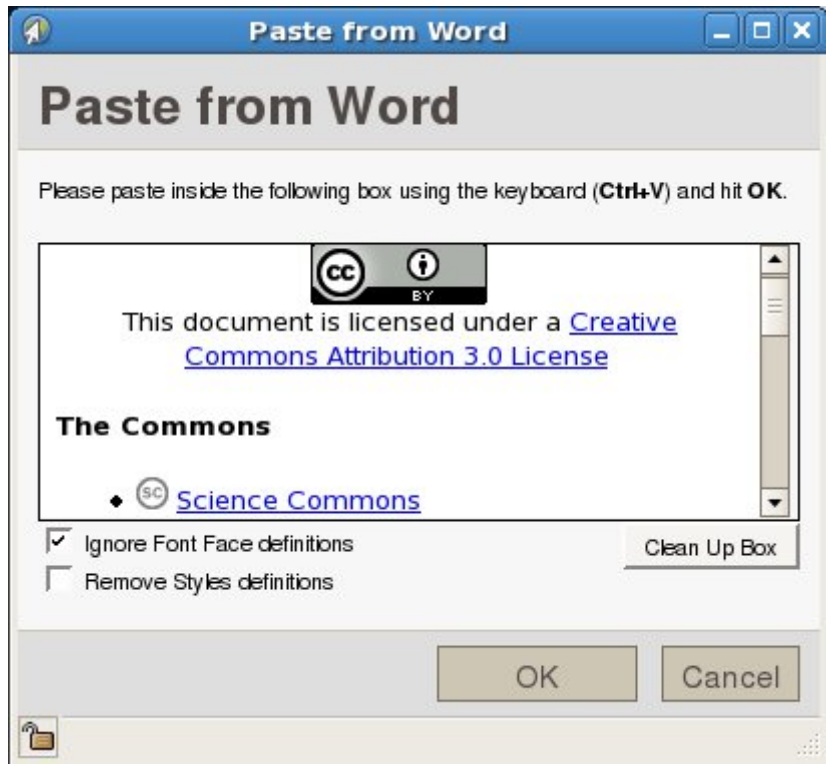 Paste from Word
Paste from Word
Please paste inside the following box using the keyboard (Ctrl+V) and hit OK.
cc
BY
This document is licensed under a Creative
Commons Attribution 3.0 License
The Commons
sc Science Commons
Ignore Font Face definitions
Clean Up Box
Remove Styles definitions
OK Cancel